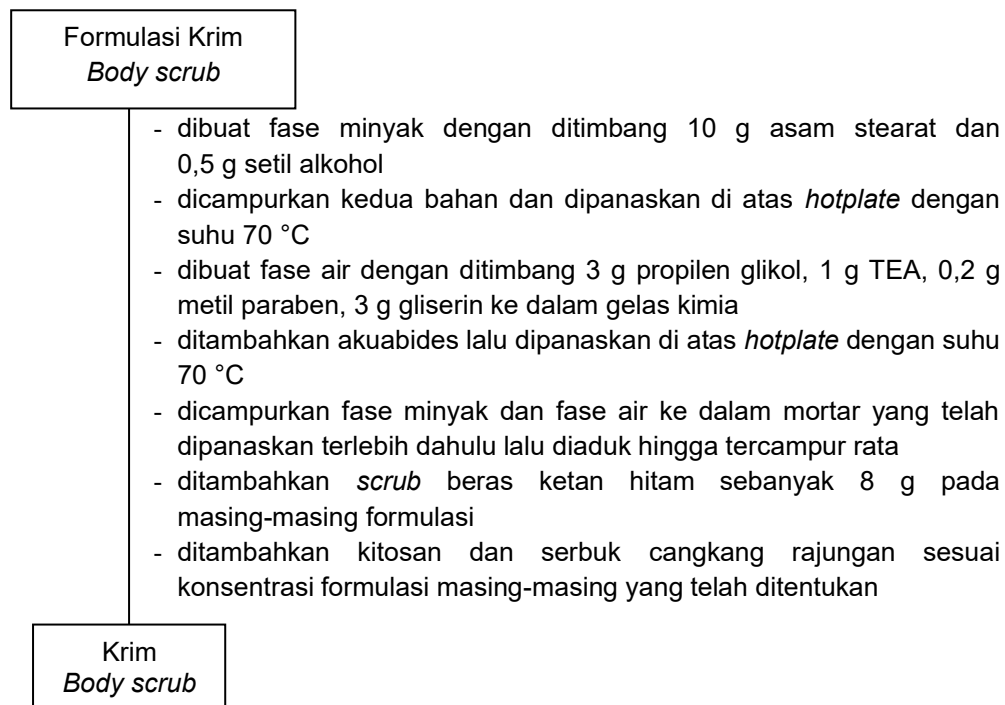 Formulasi Krim
Body scrub
- dibuat fase minyak dengan ditimbang 10 g asam stearat dan
0,5 g setil alkohol
- dicampurkan kedua bahan dan dipanaskan di atas hotplate dengan
suhu 70 °C
- dibuat fase air dengan ditimbang 3 g propilen glikol, 1 g TEA, 0,2 g
metil paraben, 3 g gliserin ke dalam gelas kimia
- ditambahkan akuabides lalu dipanaskan di atas hotplate dengan suhu
70 °C
- dicampurkan fase minyak dan fase air ke dalam mortar yang telah
dipanaskan terlebih dahulu lalu diaduk hingga tercampur rata
- ditambahkan scrub beras ketan hitam sebanyak 8 g pada
masing-masing formulasi
- ditambahkan kitosan dan serbuk cangkang rajungan sesuai
konsentrasi formulasi masing-masing yang telah ditentukan
Krim
Body scrub